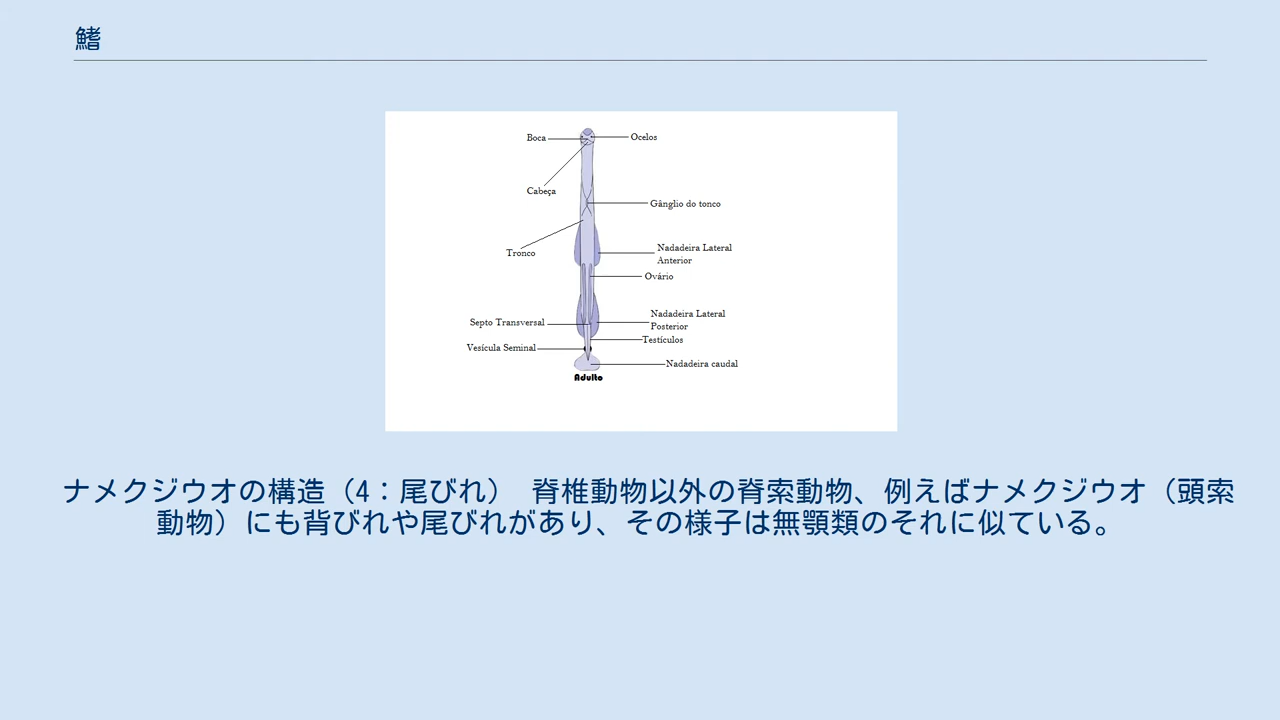 鰭
Boca
Ocelos
Cabeça
Gânglio do tonco
Tronco
Nadadeira Lateral
Anterior
Ovário
Septo Transversal
Nadadeira Lateral
Posterior
Testículos
Vesícula Seminal
Nadadeira caudal
Adulto
ナメクジウオの構造（4：尾びれ） 脊椎動物以外の脊索動物、例えばナメクジウオ（頭索
動物）にも背びれや尾びれがあり、その様子は無顎類のそれに似ている。